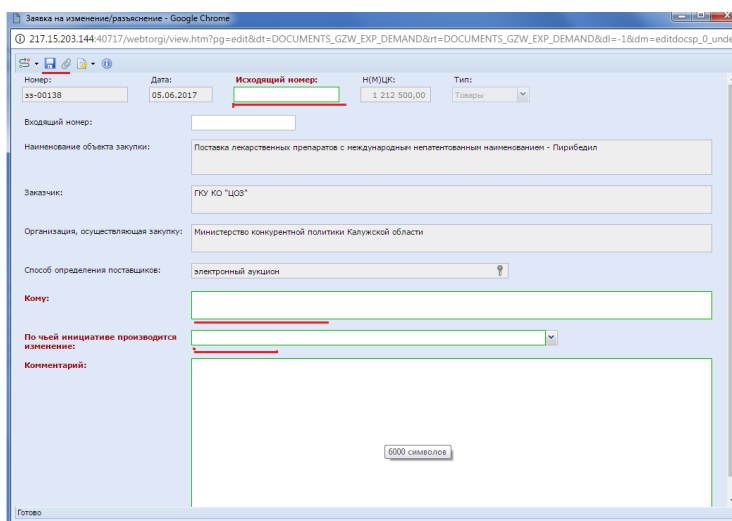 Заявка на изменение/разъяснение - Google Chrome
217.15.203.144:40717/webtorgi/view.htm?pg=edit&dt=DOCUMENTS_GZW_EXP_DEMAND&rt=DOCUMENTS_GZW_EXP_DEMAND&dl=-1&dm=editdocsp_0_unde
Номер: Дата: Исходящий номер: Н(М)ЦК: Тип:
зз-00138 05.06.2017 1 212 500,00 Товары
Входящий номер:
Наименование объекта закупки: Поставка лекарственных препаратов с международным непатентованным наименованием - Пирибедил
Заказчик: ГКУ КО "ЦОЗ"
Организация, осуществляющая закупку: Министерство конкурентной политики Калужской области
Способ определения поставщиков: электронный аукцион
Кому:
По чьей инициативе производится
изменение:
Комментарий:
6000 символов
Готово